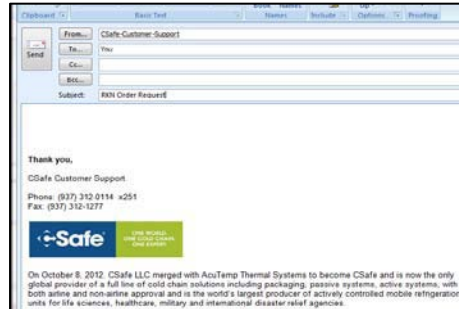 Book Names Up
Clipboard Basic Text Names Include Options Proofing
From... CSafe-Customer-Support
Send
To... You
Cc...
Bcc...
Subject: RKN Order Request
Thank you,
CSafe Customer Support
Phone: (937) 312 0114 x251
Fax: (937) 312-1277
CSafe
ONE WORLD.
ONE COLD CHAIN.
ONE EXPERT.
On October 8, 2012, CSafe LLC merged with AcuTemp Thermal Systems to become CSafe and is now the only
global provider of a full line of cold chain solutions including packaging, passive systems, active systems, with
both airline and non-airline approval and is the world's largest producer of actively controlled mobile refrigeration
units for life sciences, healthcare, military and international disaster relief agencies.